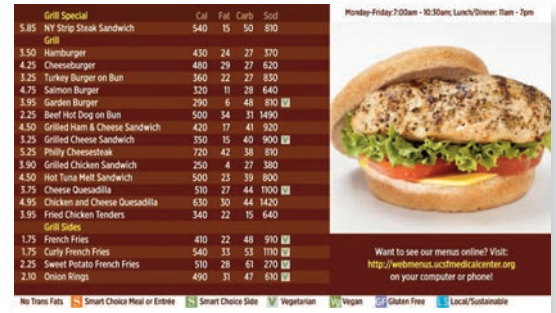 Grill Special Cal Fat Carb Sod
5.85 NY Strip Steak Sandwich 540 15 50 810
Grill
3.50 Hamburger 430 24 27 370
4.25 Cheeseburger 480 29 27 620
3.25 Turkey Burger on Bun 360 22 27 830
4.75 Salmon Burger 320 11 28 640
3.95 Garden Burger 290 6 48 810 V
2.25 Beef Hot Dog on Bun 500 34 31 1490
4.50 Grilled Ham & Cheese Sandwich 420 17 41 920
3.25 Grilled Cheese Sandwich 350 15 40 900 V
5.25 Philly Cheesesteak 720 42 38 810
3.90 Grilled Chicken Sandwich 250 4 27 380
4.50 Hot Tuna Melt Sandwich 500 23 39 800
3.75 Cheese Quesadilla 510 27 44 1100 V
4.95 Chicken and Cheese Quesadilla 630 30 44 1420
3.95 Fried Chicken Tenders 340 22 15 640
Grill Sides
1.75 French Fries 410 22 48 910 V
1.75 Curly French Fries 540 33 53 1110 V
2.25 Sweet Potato French Fries 510 28 61 270 V
2.10 Onion Rings 490 31 47 610 V
Monday-Friday:7:00am - 10:30am; Lunch/Dinner: 11am - 7pm
Want to see our menus online? Visit:
http://webmenus.ucsfmedicalcenter.org
on your computer or phone!
No Trans Fats S Smart Choice Meal or Entrée S Smart Choice Side V Vegetarian Vegan Gluten Free Local/Sustainable